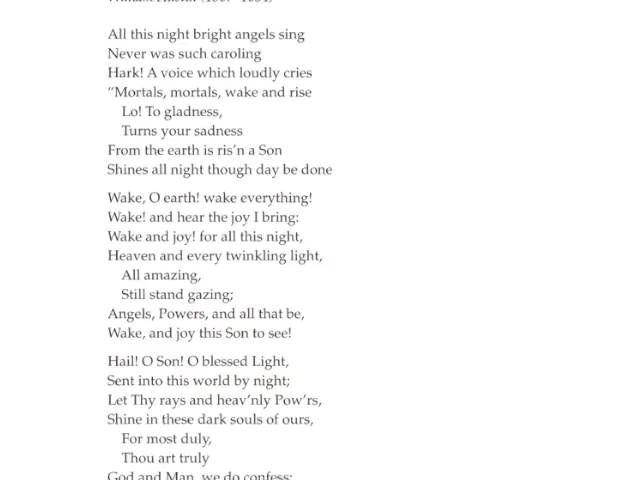 All this night bright angels sing
Never was such caroling
Hark! A voice which loudly cries
“Mortals, mortals, wake and rise
Lo! To gladness,
Turns your sadness
From the earth is ris’n a Son
Shines all night though day be done
Wake, O earth! wake everything!
Wake! and hear the joy I bring:
Wake and joy! for all this night,
Heaven and every twinkling light,
All amazing,
Still stand gazing;
Angels, Powers, and all that be,
Wake, and joy this Son to see!
Hail! O Son! O blessed Light,
Sent into this world by night;
Let Thy rays and heav’nly Pow’rs,
Shine in these dark souls of ours,
For most duly,
Thou art truly
God and Man, we do confess: